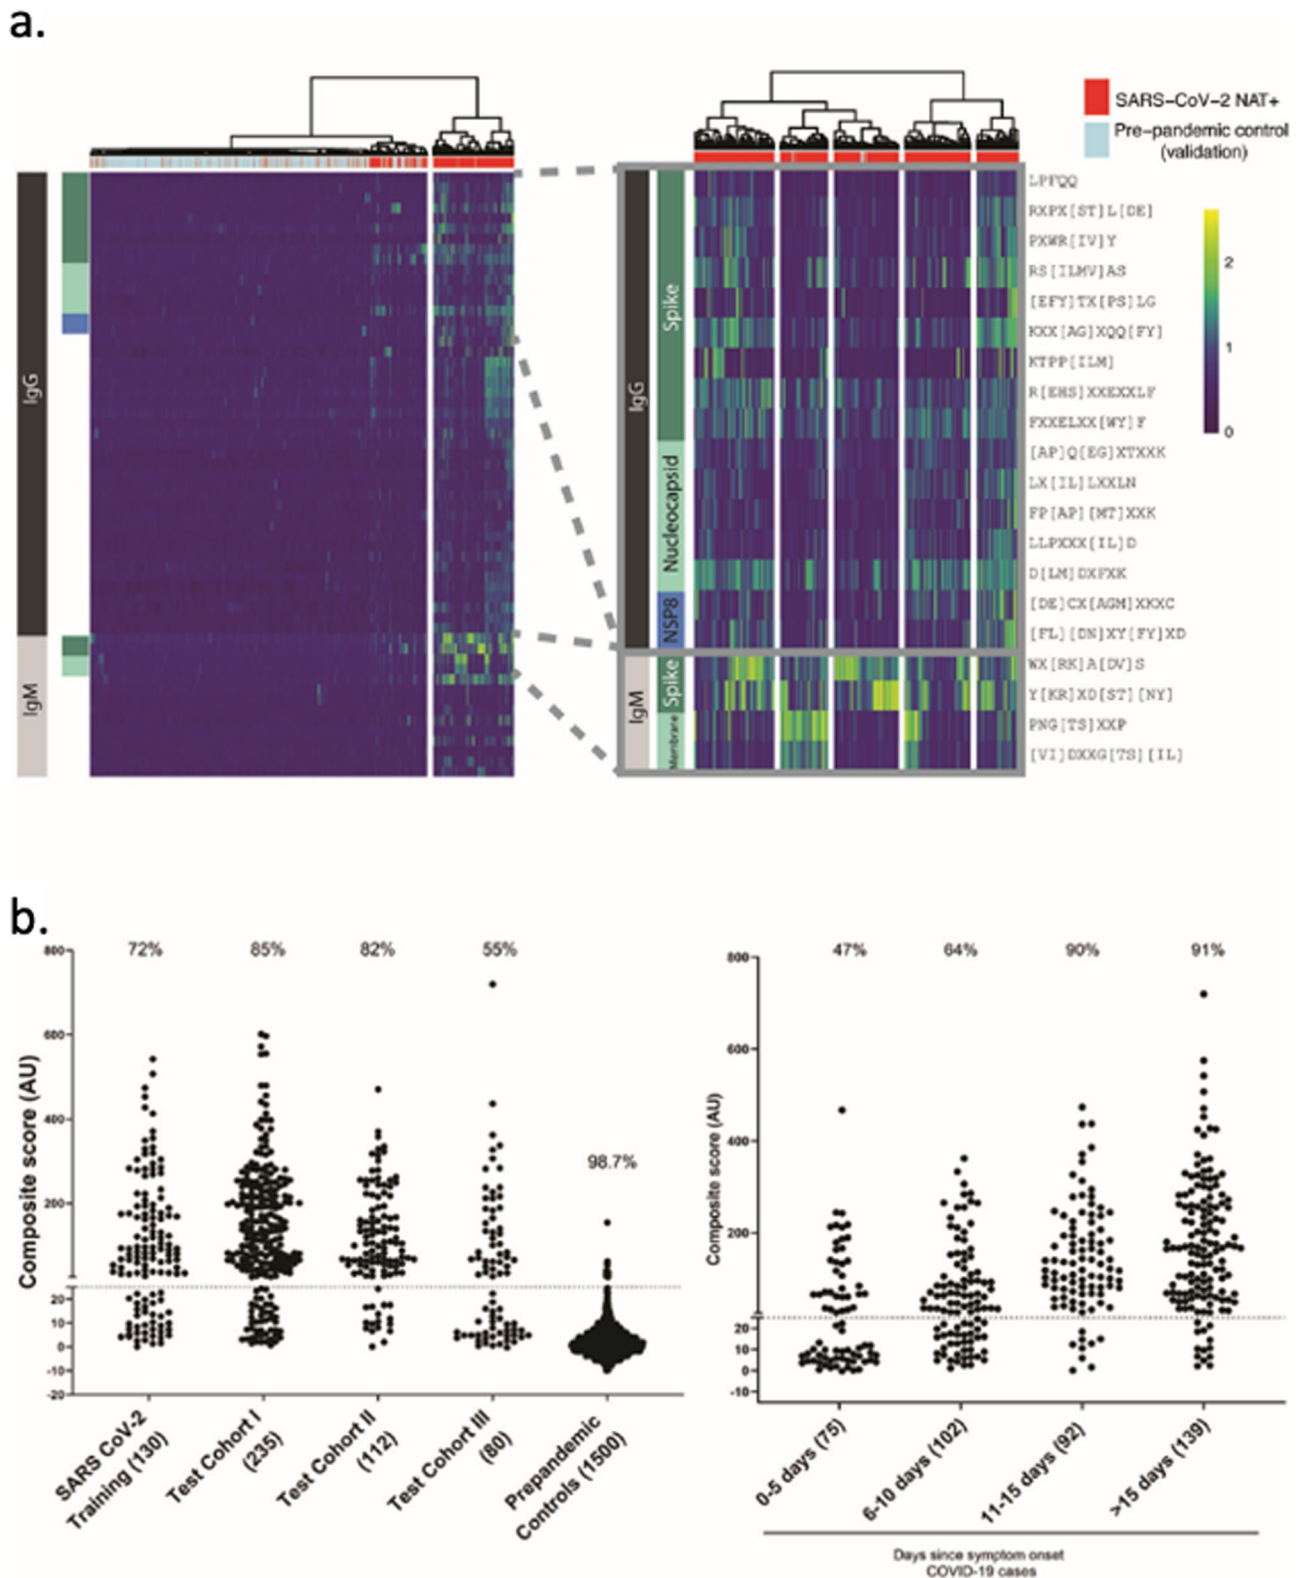 a.
SARS-CoV-2 NAT+
Pre-pandemic control
(validation)
IgG
IgM
IgG
IgM
Spike
Nucleocapsid
NSP8
Spike
Membrane
LPFQQ
RXPX[ST]L[DE]
PXWR[IV]Y
RS[ILMV]AS
[EFY]TX[PS]LG
KXX[AG]XQQ[FY]
KTPP[ILM]
R[EHS]XXEXXLF
FXXELXX[WY]F
[AP]Q[EG]XTXXK
LX[IL]LXXLN
FP[AP][MT]XXK
LLPXXX[IL]D
D[LM]DXFXK
[DE]CX[AGM]XKXC
[FL][DN]XY[FY]XD
WX[RK]A[DV]S
Y[KR]XD[ST][NY]
PNG[TS]XXP
[VI]DXXG[TS][IL]
2
1
0
b.
72%
85%
82%
55%
98.7%
Composite score (AU)
800
600
400
200
20
10
0
-10
-20
SARS CoV-2
Training (130)
Test Cohort I
(235)
Test Cohort II
(112)
Test Cohort III
(80)
Prepandemic
Controls (1500)
47%
64%
90%
91%
Composite score (AU)
800
600
400
200
20
10
0
-10
0-5 days (75)
6-10 days (102)
11-15 days (92)
>15 days (139)
Days since symptom onset
COVID-19 cases